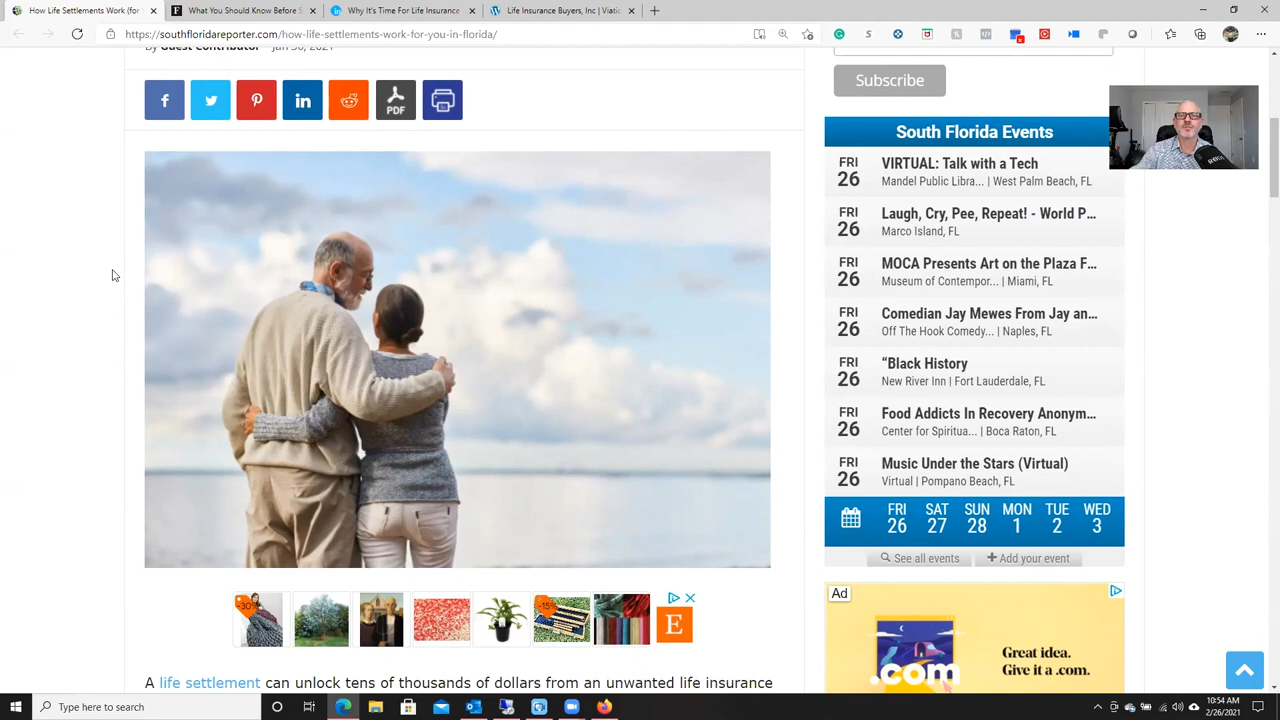 How Life Settlements Work (for
What You Should Know Before S
Why It's Time For Life Insurance
Life Insurance Buyers, Inc | Viatic
https://southfloridareporter.com/how-life-settlements-work-for-you-in-florida/
By Guest Contributor - Jan 30, 2021
PDF
Subscribe
South Florida Events
FRI
26
VIRTUAL: Talk with a Tech
Mandel Public Libra... | West Palm Beach, FL
FRI
26
Laugh, Cry, Pee, Repeat! - World P...
Marco Island, FL
FRI
26
MOCA Presents Art on the Plaza F...
Museum of Contempor... | Miami, FL
FRI
26
Comedian Jay Mewes From Jay an...
Off The Hook Comedy... | Naples, FL
FRI
26
“Black History
New River Inn | Fort Lauderdale, FL
FRI
26
Food Addicts In Recovery Anonym...
Center for Spiritua... | Boca Raton, FL
FRI
26
Music Under the Stars (Virtual)
Virtual | Pompano Beach, FL
FRI SAT SUN MON TUE WED
26 27 28 1 2 3
See all events
Add your event
-30%
-15%
E
Ad
.com
Great idea.
Give it a .com.
A life settlement can unlock tens of thousands of dollars from an unwanted life insurance
Type here to search
10:54 AM
2/26/2021